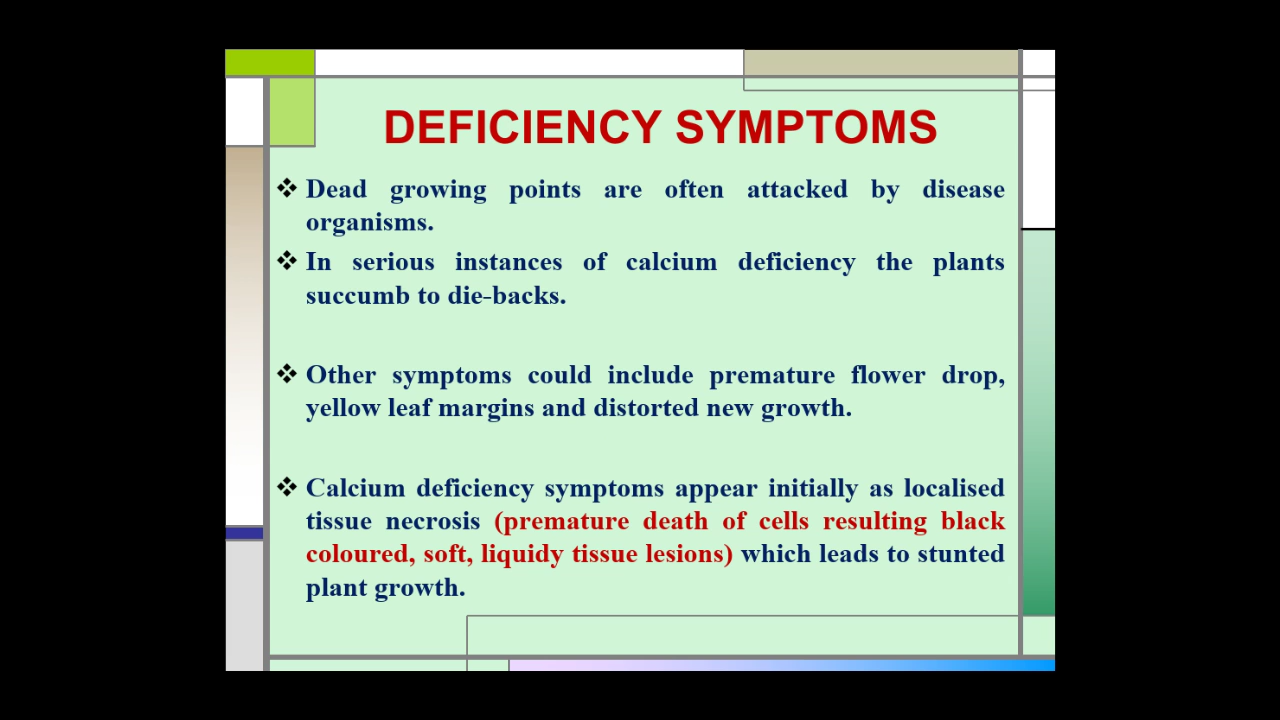 DEFICIENCY SYMPTOMS
❖ Dead growing points are often attacked by disease
organisms.
❖ In serious instances of calcium deficiency the plants
succumb to die-backs.
❖ Other symptoms could include premature flower drop,
yellow leaf margins and distorted new growth.
❖ Calcium deficiency symptoms appear initially as localised
tissue necrosis (premature death of cells resulting black
coloured, soft, liquidy tissue lesions) which leads to stunted
plant growth.